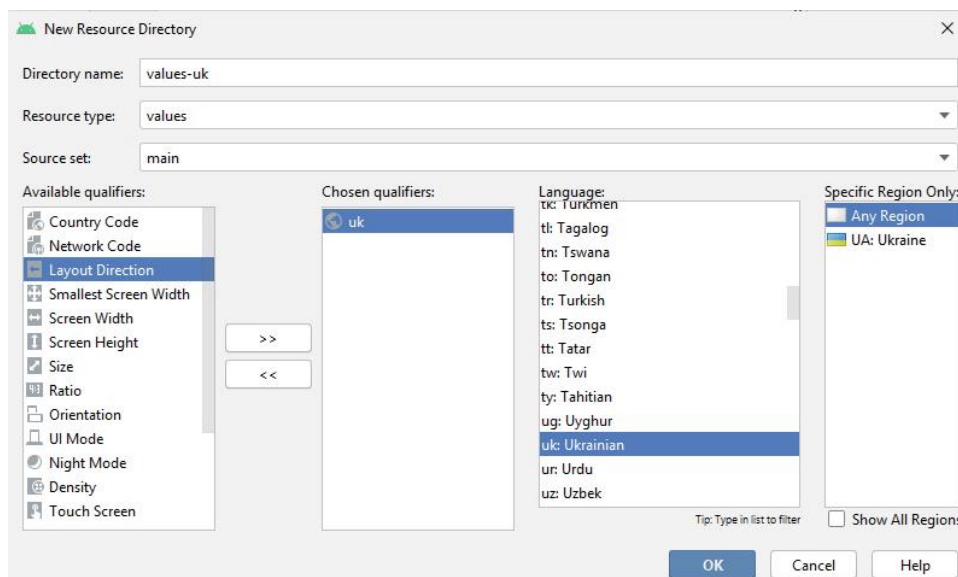 New Resource Directory
Directory name: values-uk
Resource type: values
Source set: main
Available qualifiers:
Country Code
Network Code
Layout Direction
Smallest Screen Width
Screen Width
Screen Height
Size
Ratio
Orientation
UI Mode
Night Mode
Density
Touch Screen
>>
<<
Chosen qualifiers:
uk
Language:
tk: Turkmen
tl: Tagalog
tn: Tswana
to: Tongan
tr: Turkish
ts: Tsonga
tt: Tatar
tw: Twi
ty: Tahitian
ug: Uyghur
uk: Ukrainian
ur: Urdu
uz: Uzbek
Tip: Type in list to filter
Specific Region Only:
Any Region
UA: Ukraine
Show All Regions
OK Cancel Help